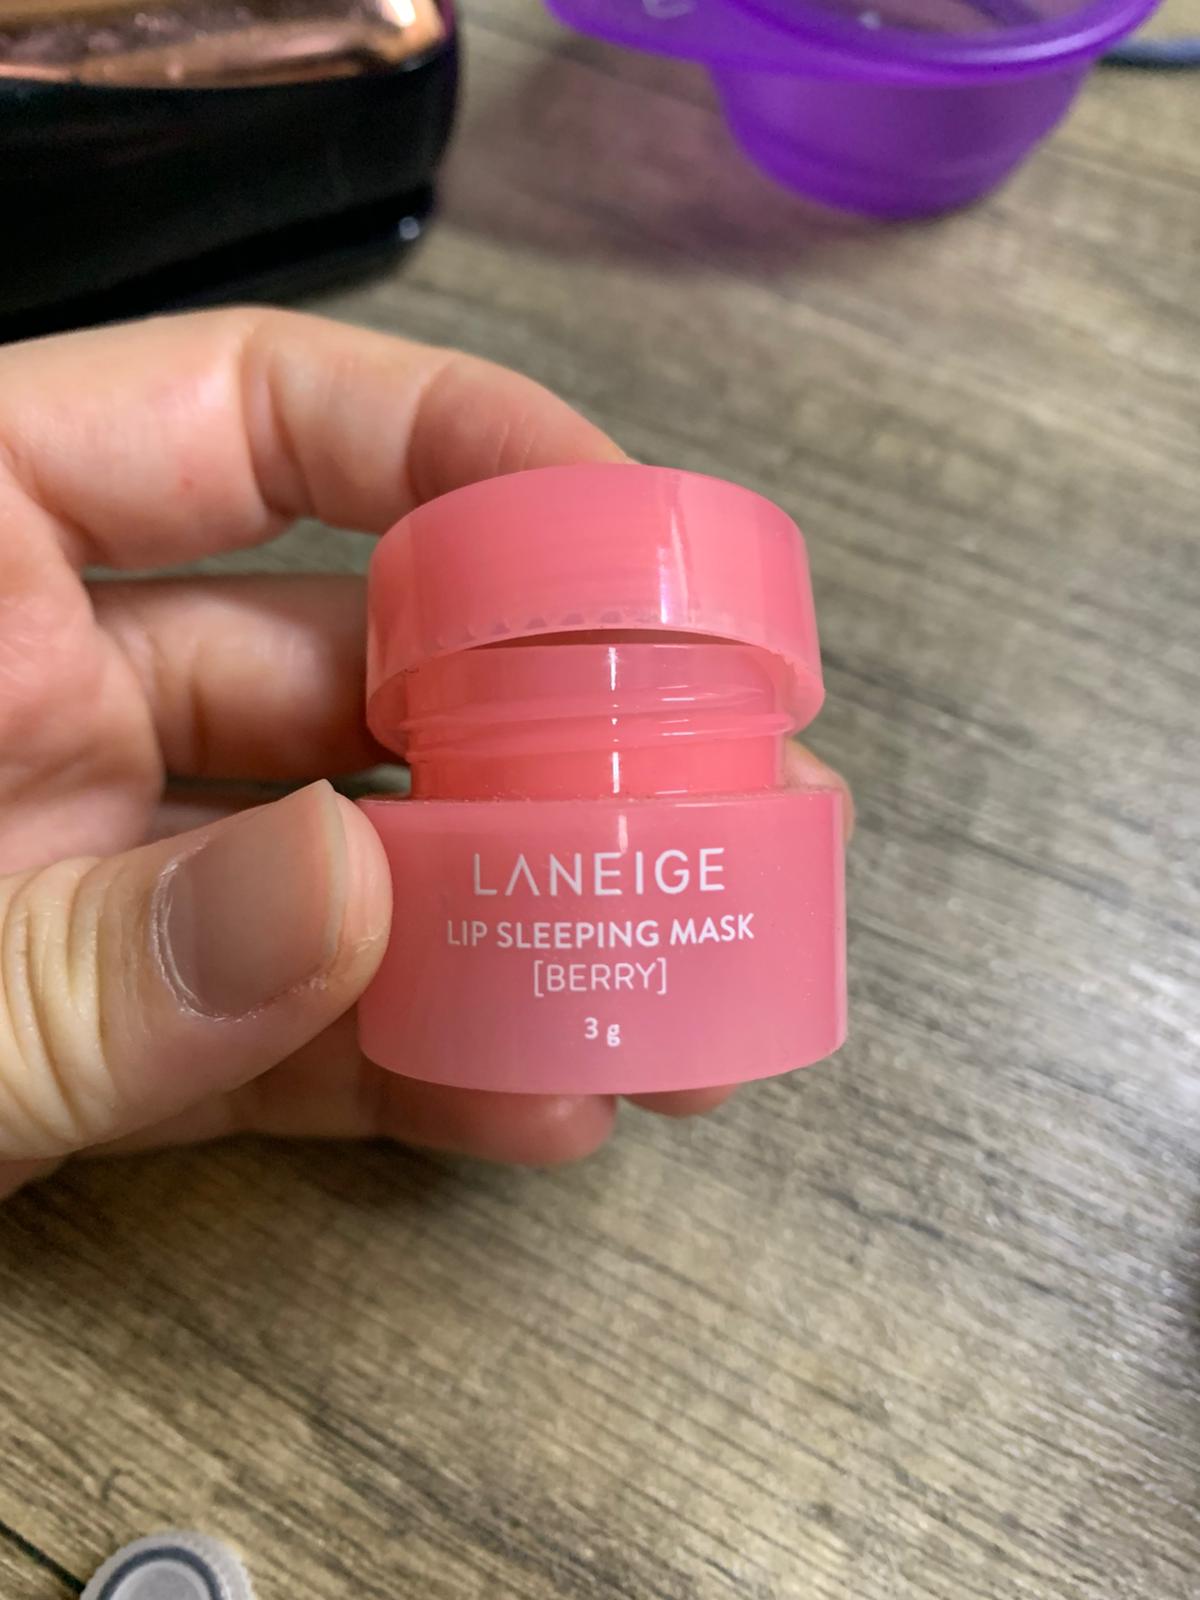 LANEIGE
LIP SLEEPING MASK
[BERRY]
3 g